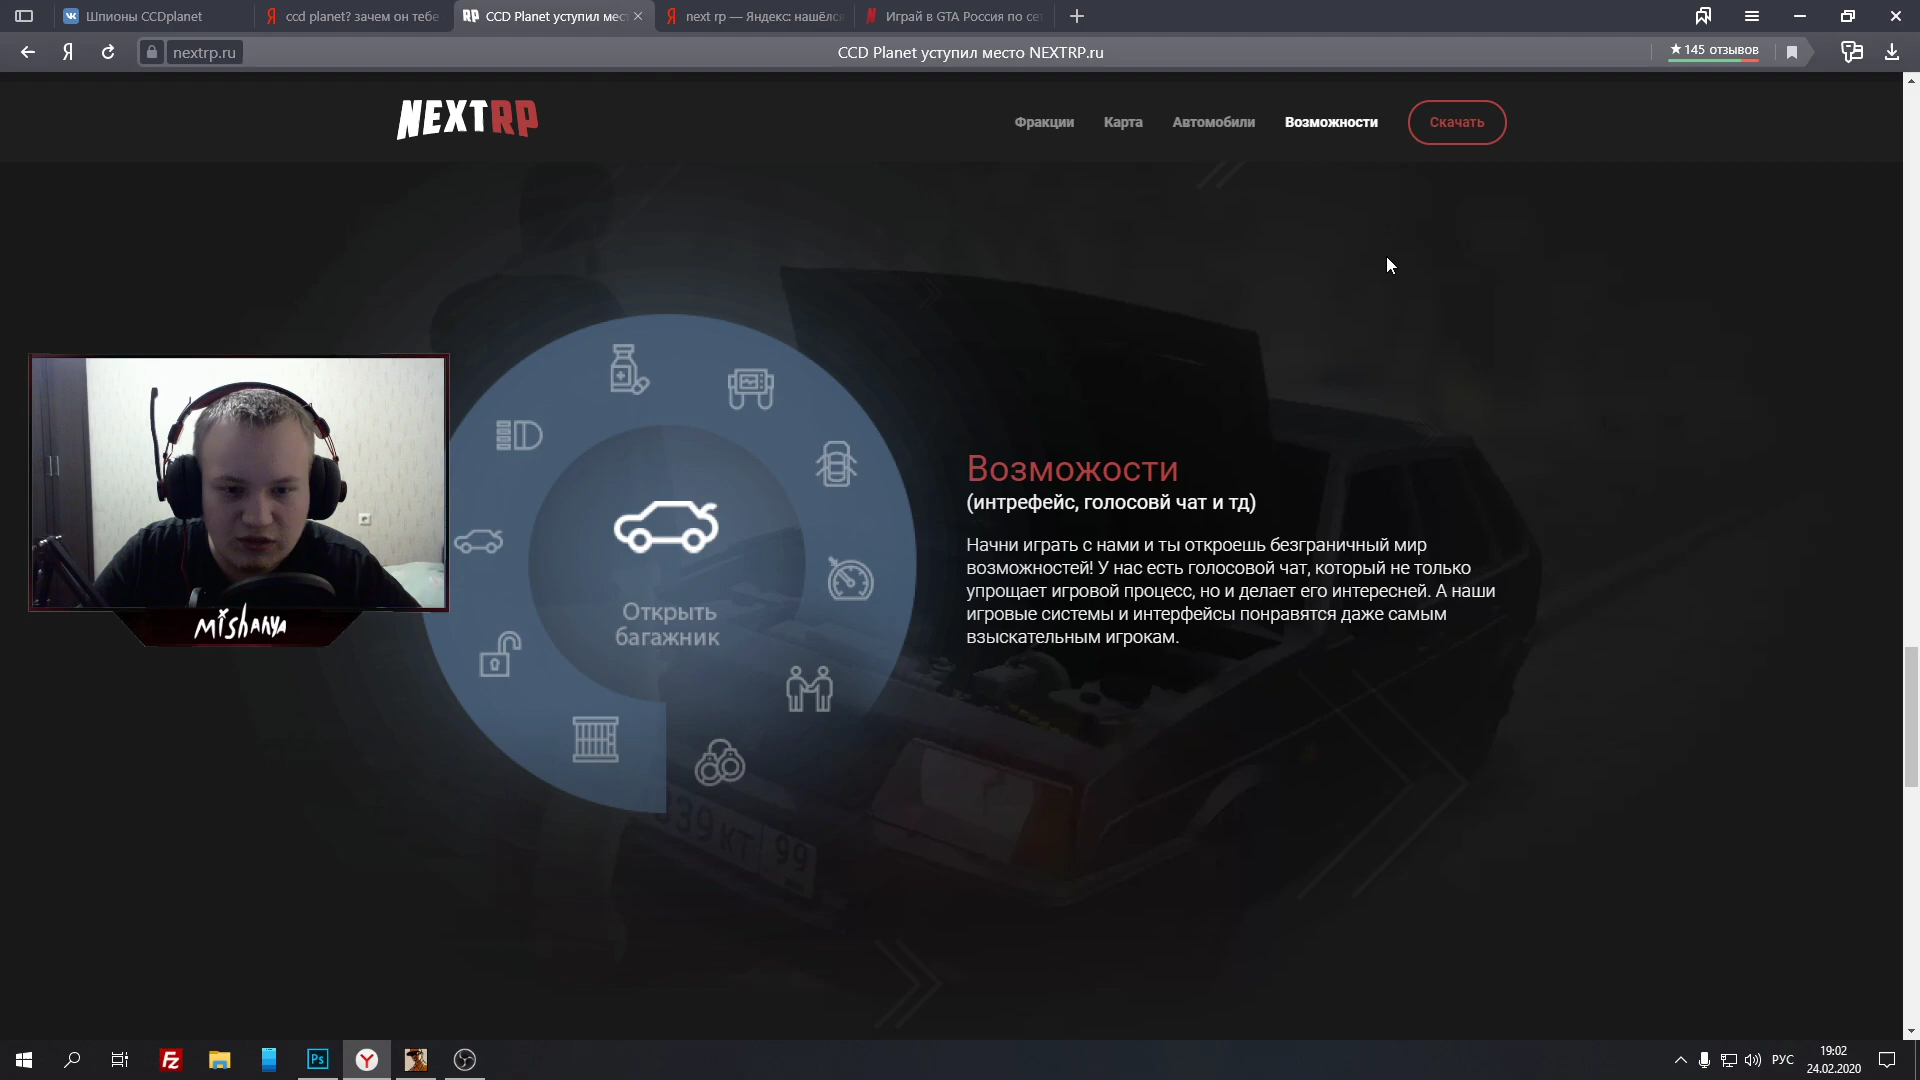 Шпионы CCDplanet
ccd planet? зачем он тебе
CCD Planet уступил мес
next rp — Яндекс: нашёлся
Играй в GTA Россия по сет
nextrp.ru
CCD Planet уступил место NEXTRP.ru
★145 отзывов
NEXTRP
Фракции
Карта
Автомобили
Возможности
Скачать
Возможости
(интрефейс, голосовй чат и тд)
Начни играть с нами и ты откроешь безграничный мир
возможностей! У нас есть голосовой чат, который не только
упрощает игровой процесс, но и делает его интересней. А наши
игровые системы и интерфейсы понравятся даже самым
взыскательным игрокам.
Открыть
багажник
Mishanya
339 КТ 99
РУС
19:02
24.02.2020